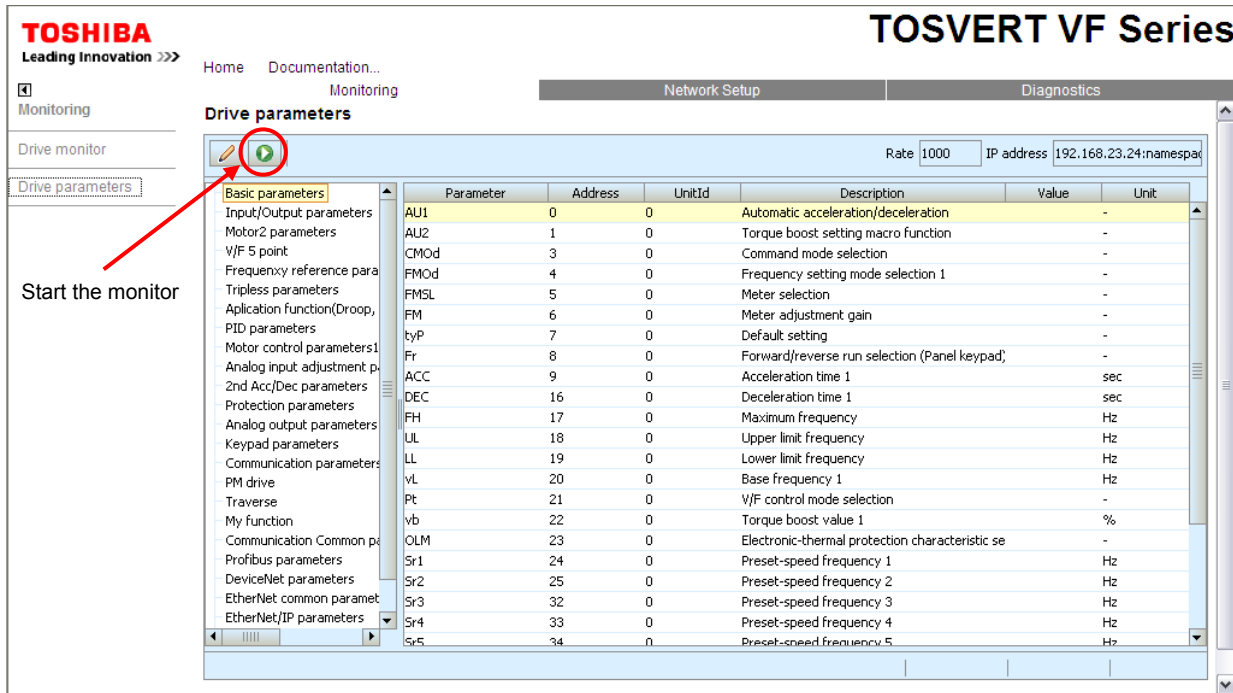 TOSHIBA
Leading Innovation >>>
TOSVERT VF Series
Home Documentation...
Monitoring Network Setup Diagnostics
Monitoring
Drive monitor
Drive parameters
Start the monitor
Drive parameters
Rate 1000 IP address 192.168.23.24:namespac
Basic parameters
Input/Output parameters
Motor2 parameters
V/F 5 point
Frequenxy reference para
Tripless parameters
Aplication function(Droop,
PID parameters
Motor control parameters1
Analog input adjustment pa
2nd Acc/Dec parameters
Protection parameters
Analog output parameters
Keypad parameters
Communication parameters
PM drive
Traverse
My function
Communication Common pa
Profibus parameters
DeviceNet parameters
EtherNet common paramet
EtherNet/IP parameters
Parameter Address UnitId Description Value Unit
AU1 0 0 Automatic acceleration/deceleration -
AU2 1 0 Torque boost setting macro function -
CMOd 3 0 Command mode selection -
FMOd 4 0 Frequency setting mode selection 1 -
FMSL 5 0 Meter selection -
FM 6 0 Meter adjustment gain -
tyP 7 0 Default setting -
Fr 8 0 Forward/reverse run selection (Panel keypad) -
ACC 9 0 Acceleration time 1 sec
DEC 16 0 Deceleration time 1 sec
FH 17 0 Maximum frequency Hz
UL 18 0 Upper limit frequency Hz
LL 19 0 Lower limit frequency Hz
vL 20 0 Base frequency 1 Hz
Pt 21 0 V/F control mode selection -
vb 22 0 Torque boost value 1 %
OLM 23 0 Electronic-thermal protection characteristic se -
Sr1 24 0 Preset-speed frequency 1 Hz
Sr2 25 0 Preset-speed frequency 2 Hz
Sr3 32 0 Preset-speed frequency 3 Hz
Sr4 33 0 Preset-speed frequency 4 Hz
Sr5 34 0 Preset-speed frequency 5 Hz